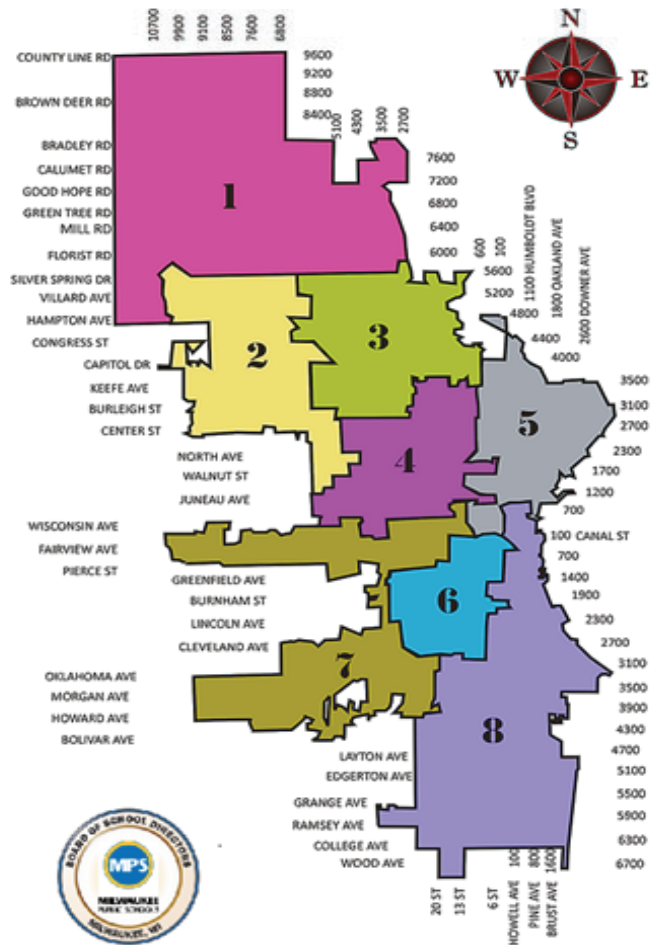 10700
9900
9100
8500
7600
6800
N
W
E
S
COUNTY LINE RD
BROWN DEER RD
BRADLEY RD
CALUMET RD
GOOD HOPE RD
GREEN TREE RD
MILL RD
FLORIST RD
SILVER SPRING DR
VILLARD AVE
HAMPTON AVE
CONGRESS ST
CAPITOL DR
KEEFE AVE
BURLEIGH ST
CENTER ST
NORTH AVE
WALNUT ST
JUNEAU AVE
WISCONSIN AVE
FAIRVIEW AVE
PIERCE ST
GREENFIELD AVE
BURNHAM ST
LINCOLN AVE
CLEVELAND AVE
OKLAHOMA AVE
MORGAN AVE
HOWARD AVE
BOLIVAR AVE
LAYTON AVE
EDGERTON AVE
GRANGE AVE
RAMSEY AVE
COLLEGE AVE
WOOD AVE
9600
9200
8800
8400
5100
4300
3500
2700
7600
7200
6800
6400
6000
600
100
1100 HUMBOLDT BLVD
1800 OAKLAND AVE
2600 DOWNER AVE
5600
5200
4800
4400
4000
3500
3100
2700
2300
1700
1200
700
100 CANAL ST
700
1400
1900
2300
2700
3100
3500
3900
4300
4700
5100
5500
5900
6300
6700
1
2
3
4
5
6
7
8
20 ST
13 ST
6 ST
HOWELL AVE 100
PINE AVE 800
BRUST AVE 1600
BOARD OF SCHOOL DIRECTORS
MPS
MILWAUKEE
PUBLIC SCHOOLS
MILWAUKEE, WI